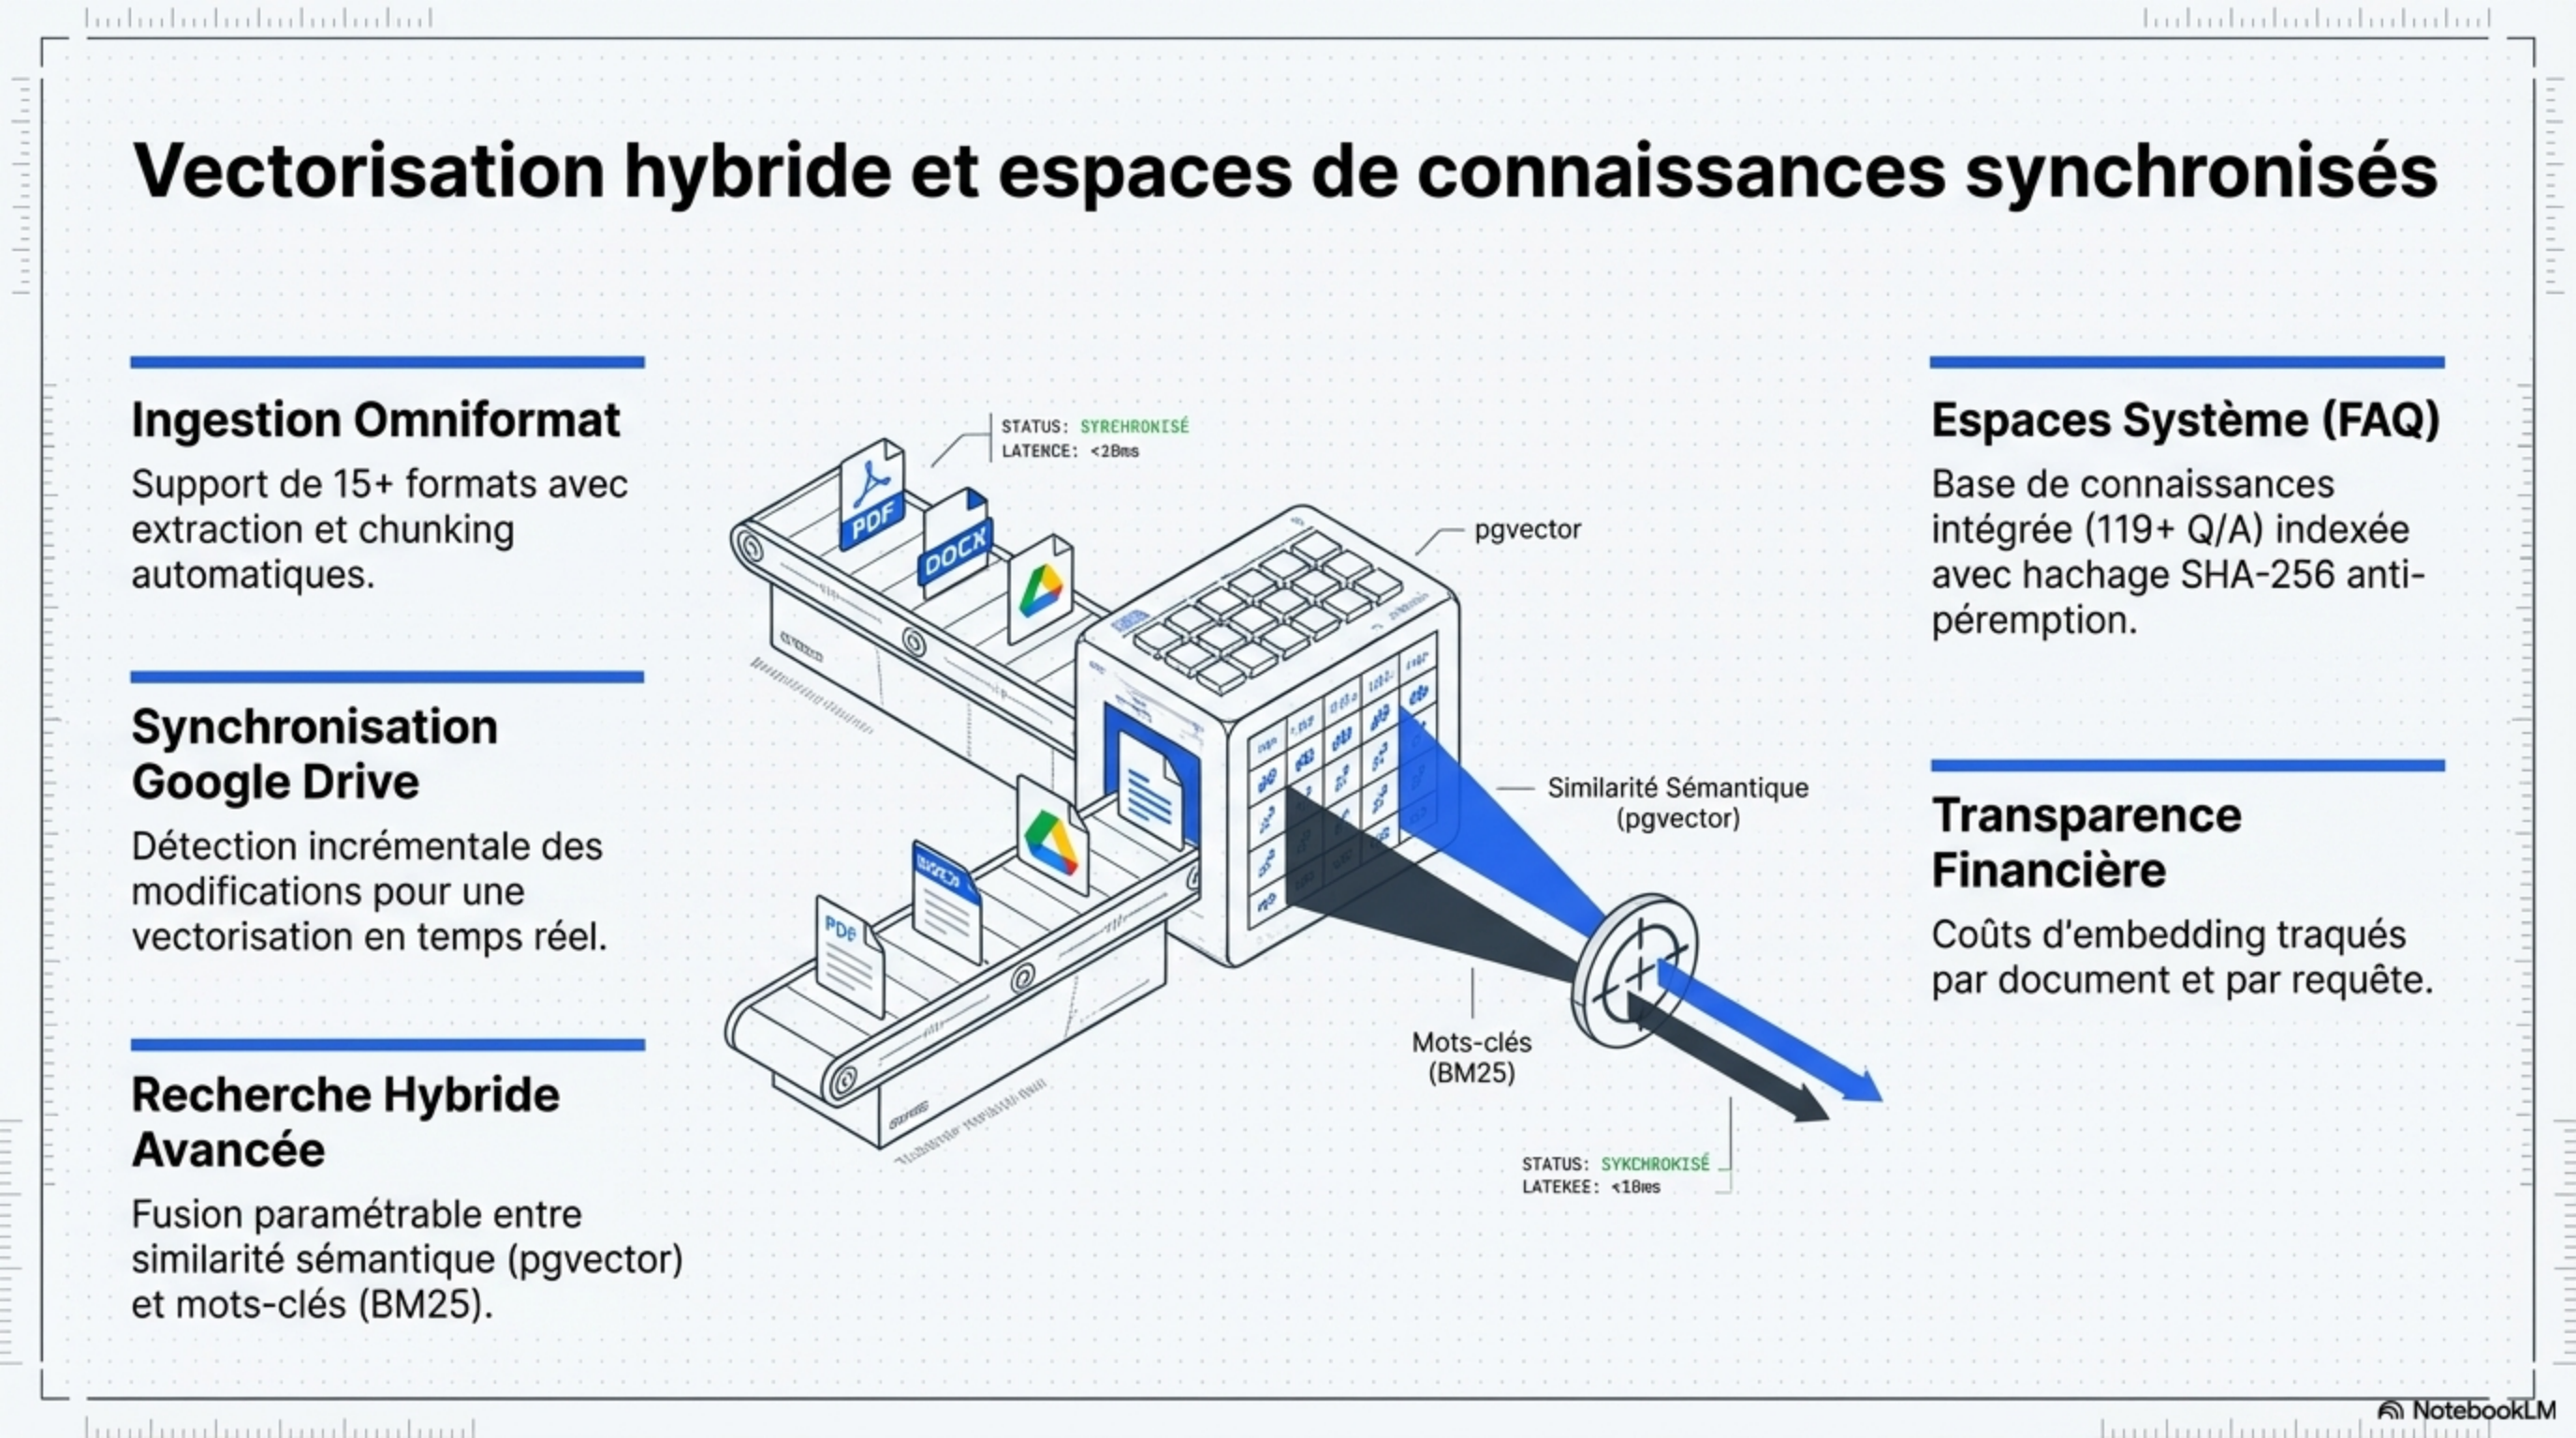 Vectorisation hybride et espaces de connaissances synchronisés
Ingestion Omniformat
Support de 15+ formats avec
extraction et chunking
automatiques.
Synchronisation
Google Drive
Détection incrémentale des
modifications pour une
vectorisation en temps réel.
Recherche Hybride
Avancée
Fusion paramétrable entre
similarité sémantique (pgvector)
et mots-clés (BM25).
STATUS: SYREHRONISÉ
LATENCE: <20ms
PDF
DOCX
pgvector
Similarité Sémantique
(pgvector)
Mots-clés
(BM25)
STATUS: SYKCHROKISÉ
LATEKEE: <10ms
Espaces Système (FAQ)
Base de connaissances
intégrée (119+ Q/A) indexée
avec hachage SHA-256 anti-
péremption.
Transparence
Financière
Coûts d'embedding traqués
par document et par requête.
NotebookLM